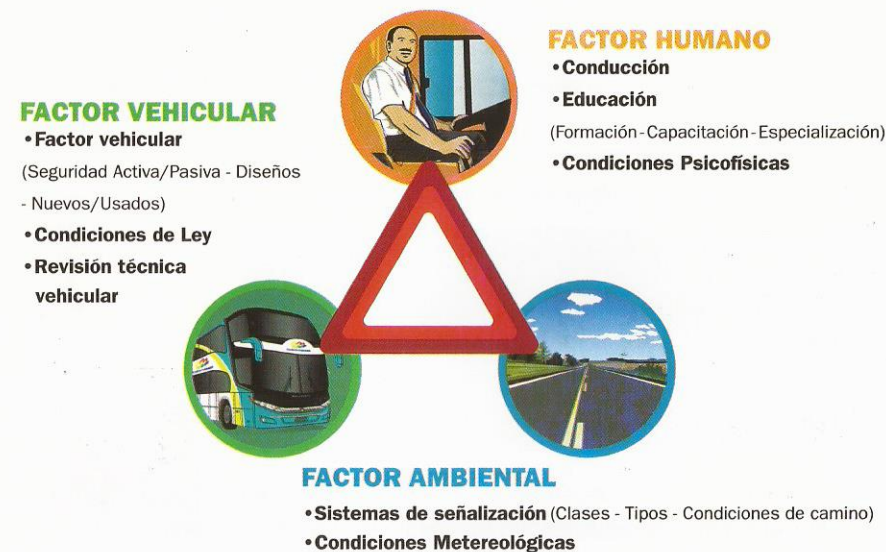 FACTOR HUMANO
•Conducción
•Educación
(Formación-Capacitación-Especialización)
•Condiciones Psicofísicas
FACTOR VEHICULAR
•Factor vehicular
(Seguridad Activa/Pasiva - Diseños
- Nuevos/Usados)
•Condiciones de Ley
•Revisión técnica
vehicular
FACTOR AMBIENTAL
•Sistemas de señalización (Clases - Tipos - Condiciones de camino)
•Condiciones Metereológicas